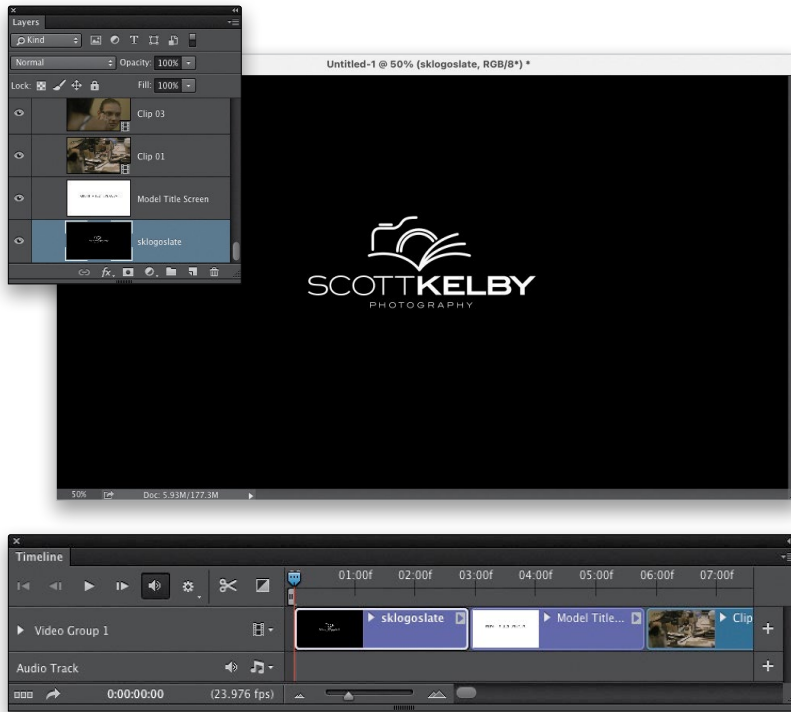 Layers
Kind
Normal
Opacity: 100%
Lock:
Fill: 100%
Clip 03
Clip 01
Model Title Screen
sklogoslate
fx
Untitled-1 @ 50% (sklogoslate, RGB/8*) *
SCOTTKELBY
PHOTOGRAPHY
50%
Doc: 5.93M/177.3M
Timeline
01:00f 02:00f 03:00f 04:00f 05:00f 06:00f 07:00f
Video Group 1
sklogoslate
Model Title...
Clip
Audio Track
0:00:00:00
(23.976 fps)